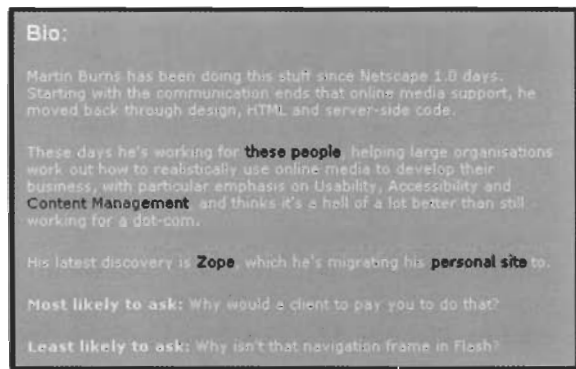 Bio:
Martin Burns has been doing this stuff since Netscape 1.0 days.
Starting with the communication ends that online media support, he
moved back through design, HTML and server-side code.
These days he's working for these people, helping large organisations
work out how to realistically use online media to develop their
business, with particular emphasis on Usability, Accessibility and
Content Management and thinks it's a hell of a lot better than still
working for a dot-com.
His latest discovery is Zope, which he's migrating his personal site to.
Most likely to ask: Why would a client to pay you to do that?
Least likely to ask: Why isn't that navigation frame in Flash?